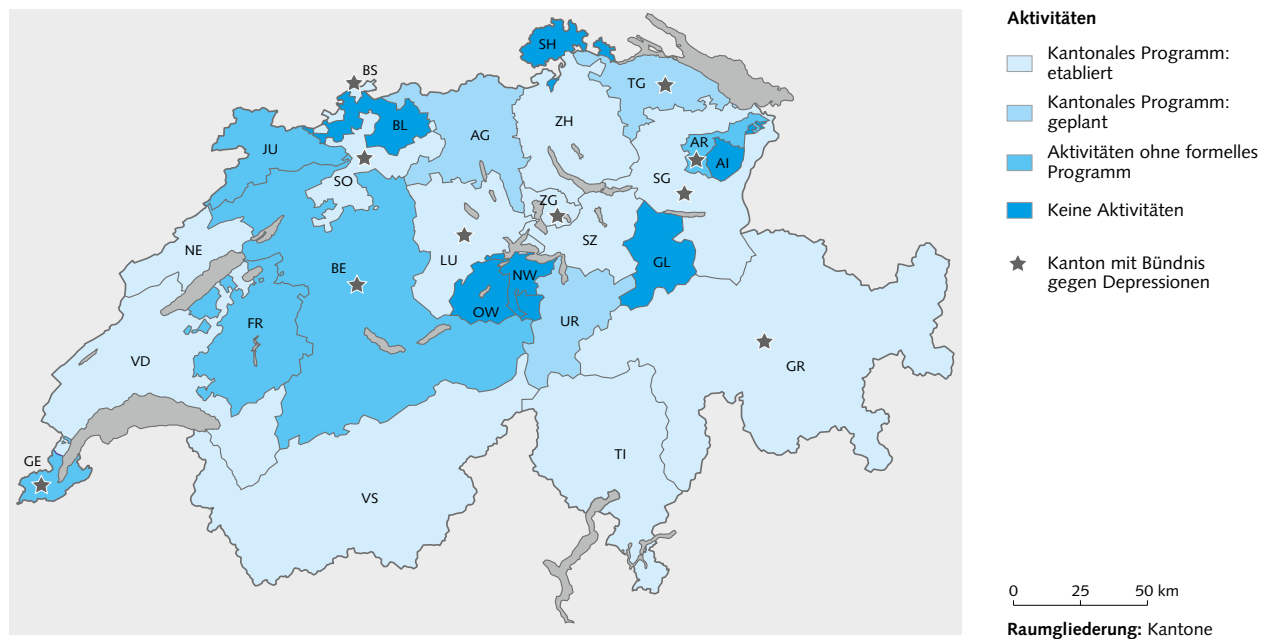 SH
BS
TG
BL
ZH
AG
AR
JU
AI
SG
SO
ZG
NE
SZ
LU
GL
BE
NW
OW
FR
UR
VD
GR
TI
GE
VS
Aktivitäten
Kantonales Programm:
etabliert
Kantonales Programm:
geplant
Aktivitäten ohne formelles
Programm
Keine Aktivitäten
Kanton mit Bündnis
gegen Depressionen
0 25 50 km
Raumgliederung: Kantone